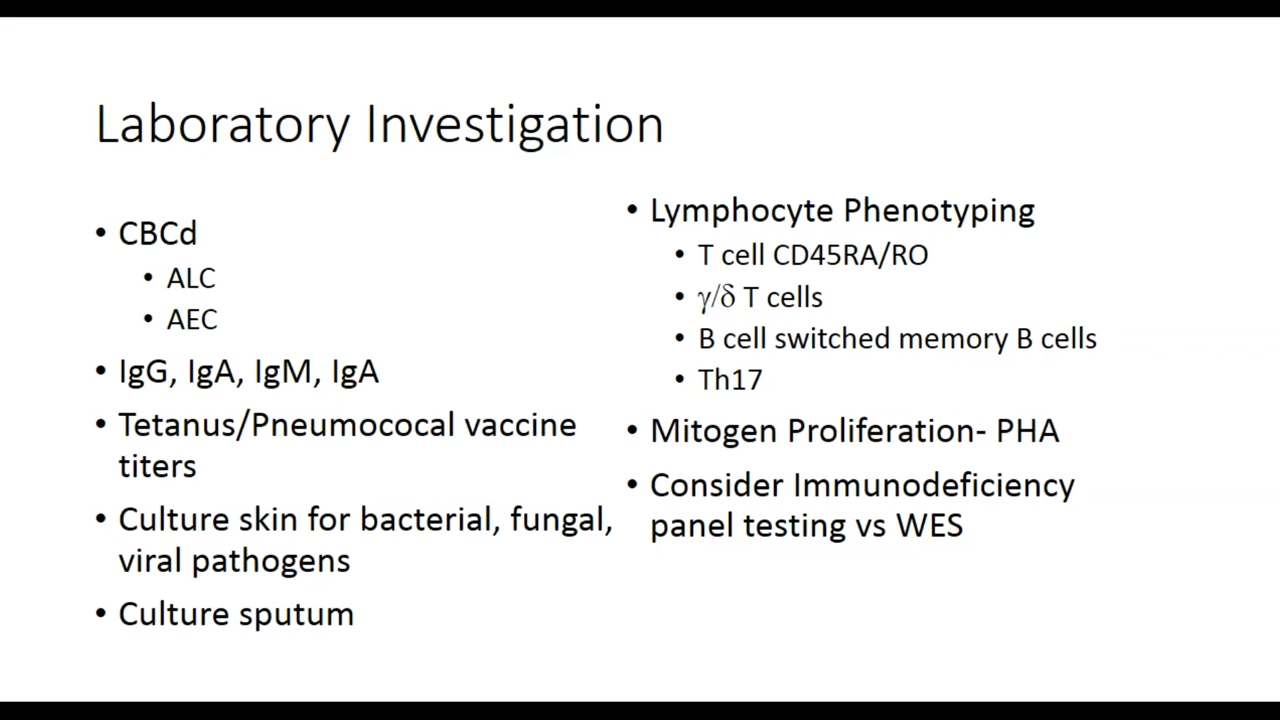 Laboratory Investigation
• CBCd
• ALC
• AEC
• IgG, IgA, IgM, IgA
• Tetanus/Pneumococal vaccine
titers
• Culture skin for bacterial, fungal,
viral pathogens
• Culture sputum
• Lymphocyte Phenotyping
• T cell CD45RA/RO
• γ/δ T cells
• B cell switched memory B cells
• Th17
• Mitogen Proliferation- PHA
• Consider Immunodeficiency
panel testing vs WES